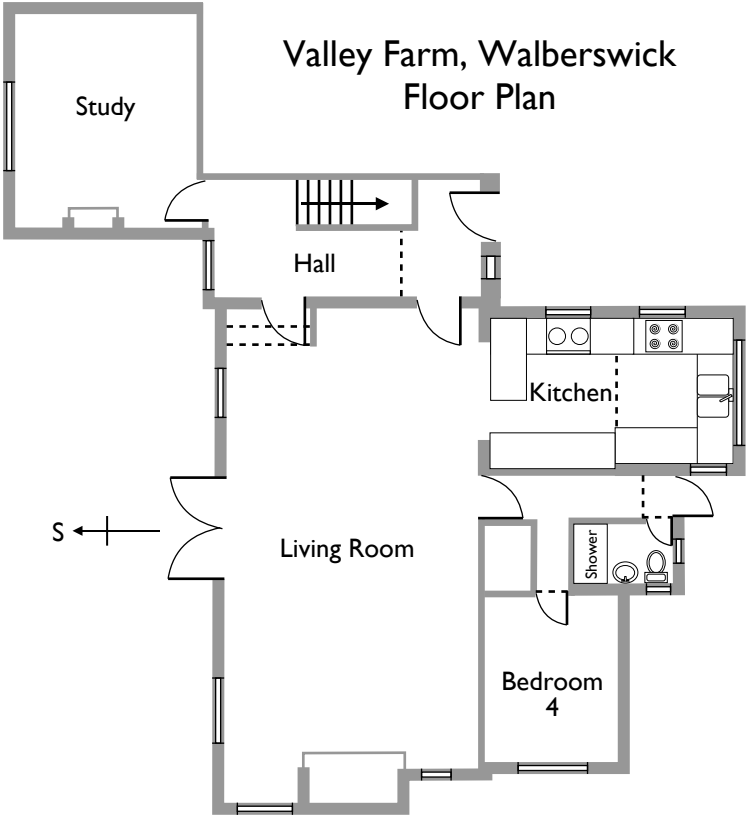 Valley Farm, Walberswick
Floor Plan
Study
Hall
Kitchen
S
Living Room
Shower
Bedroom
4